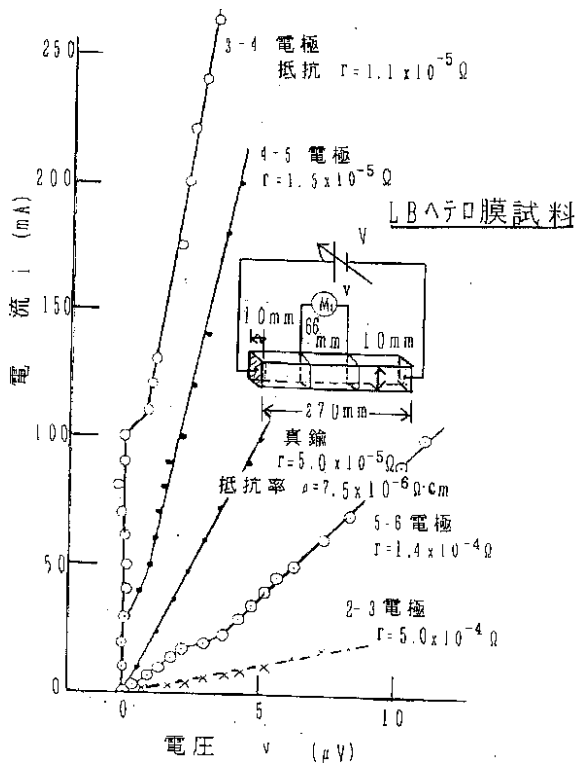 250
200
150
100
50
0
電流 i (mA)
3-4 電極
抵抗 r=1.1x10⁻⁵Ω
4-5 電極
r=1.5x10⁻⁵Ω
LBヘテロ膜試料
V
v
10mm
66
mm
10mm
270mm
真鍮
r=5.0x10⁻⁵Ω
抵抗率 ρ=7.5x10⁻⁶Ω·cm
5-6 電極
r=1.4x10⁻⁴Ω
2-3 電極
r=5.0x10⁻⁴Ω
0
5
10
電圧 v (μV)